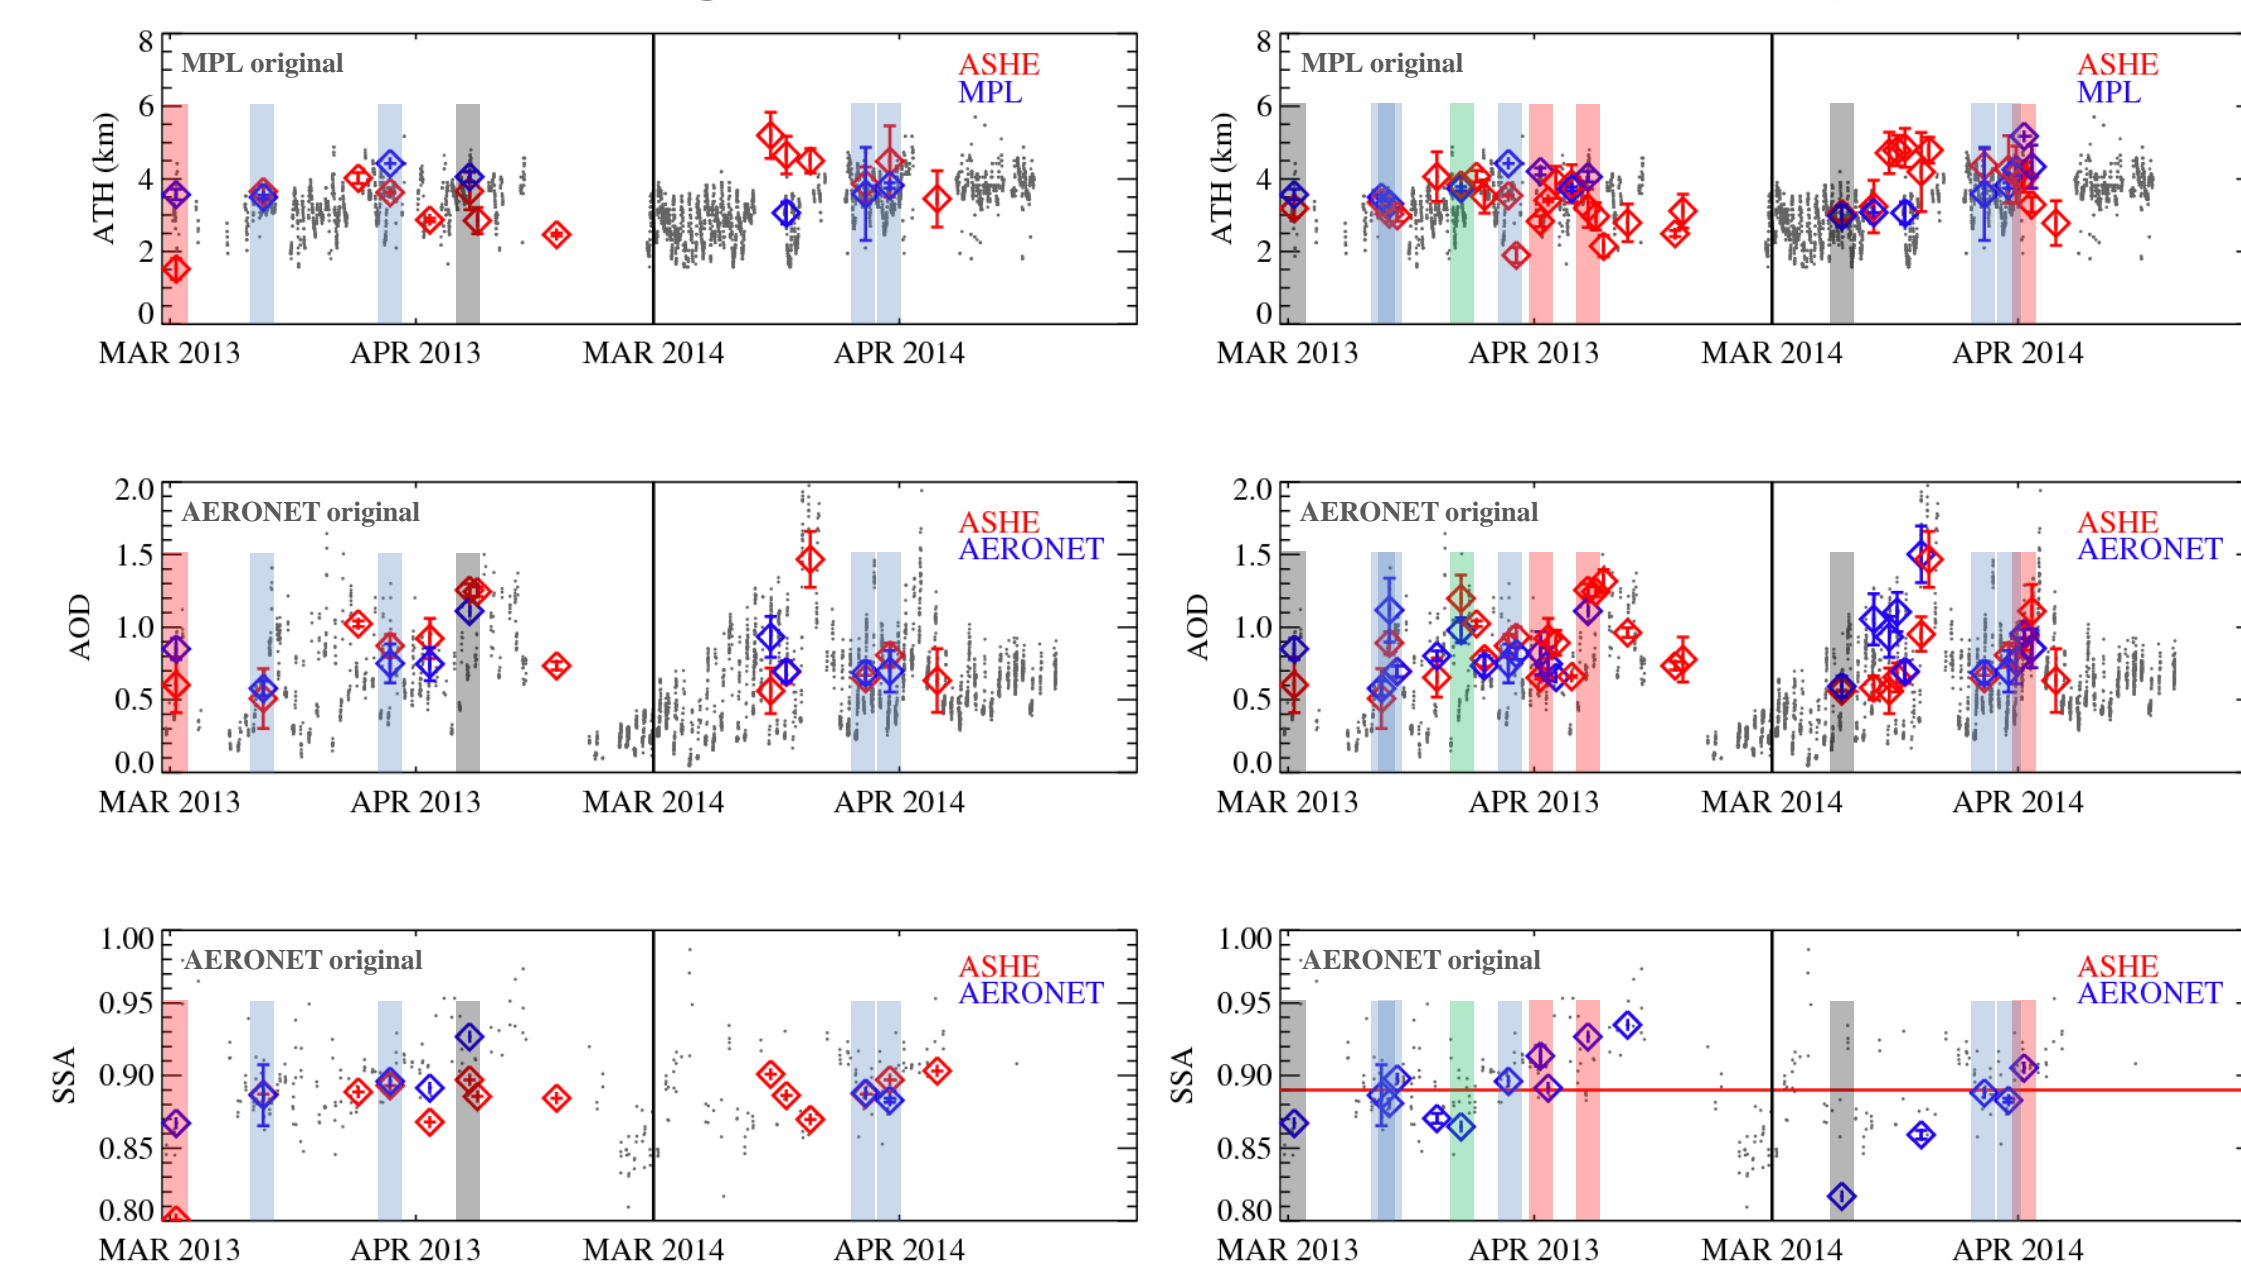 MPL original
ASHE
MPL
ATH (km)
8
6
4
2
0
MAR 2013
APR 2013
MAR 2014
APR 2014
MPL original
ASHE
MPL
ATH (km)
8
6
4
2
0
MAR 2013
APR 2013
MAR 2014
APR 2014
AERONET original
ASHE
AERONET
AOD
2.0
1.5
1.0
0.5
0.0
MAR 2013
APR 2013
MAR 2014
APR 2014
AERONET original
ASHE
AERONET
AOD
2.0
1.5
1.0
0.5
0.0
MAR 2013
APR 2013
MAR 2014
APR 2014
AERONET original
ASHE
AERONET
SSA
1.00
0.95
0.90
0.85
0.80
MAR 2013
APR 2013
MAR 2014
APR 2014
AERONET original
ASHE
AERONET
SSA
1.00
0.95
0.90
0.85
0.80
MAR 2013
APR 2013
MAR 2014
APR 2014